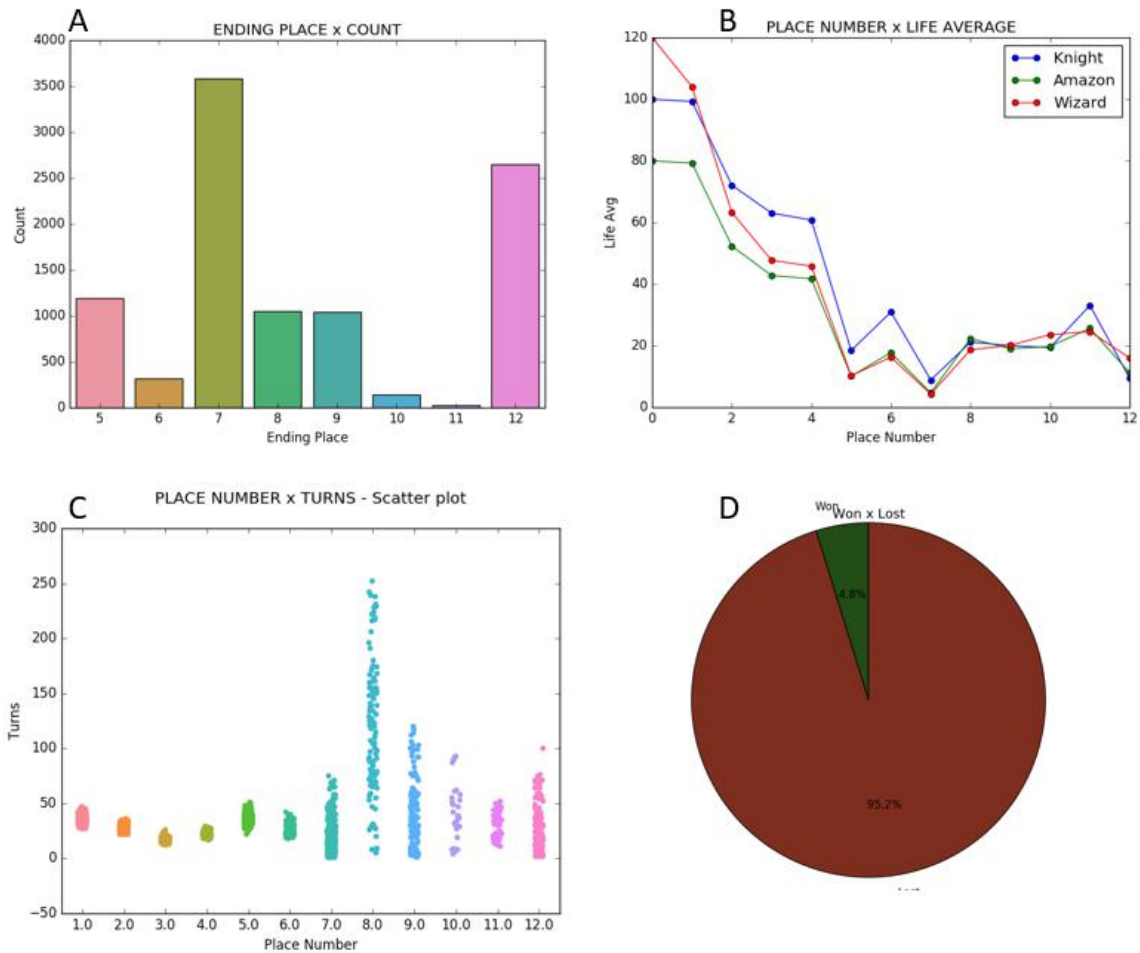 A
ENDING PLACE x COUNT
4000
3500
3000
2500
2000
1500
1000
500
0
Count
5 6 7 8 9 10 11 12
Ending Place
B
PLACE NUMBER x LIFE AVERAGE
120
100
80
60
40
20
0
Life Avg
Knight
Amazon
Wizard
0 2 4 6 8 10 12
Place Number
C
PLACE NUMBER x TURNS - Scatter plot
300
250
200
150
100
50
0
−50
Turns
1.0 2.0 3.0 4.0 5.0 6.0 7.0 8.0 9.0 10.0 11.0 12.0
Place Number
D
Won x Lost
Won
4.8%
95.2%